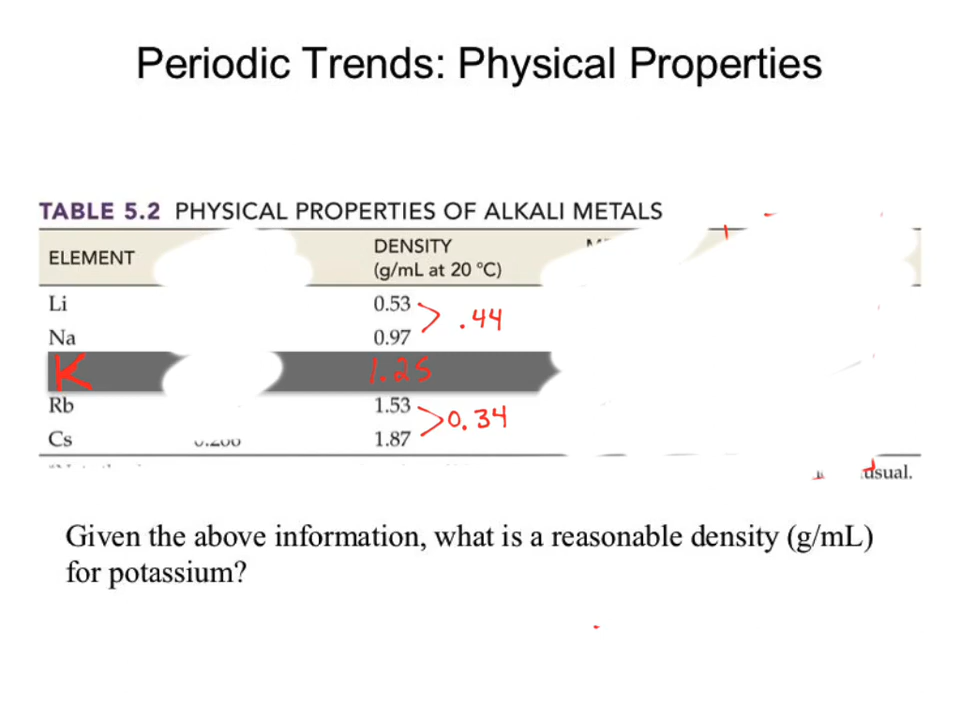 Periodic Trends: Physical Properties
TABLE 5.2 PHYSICAL PROPERTIES OF ALKALI METALS
ELEMENT DENSITY (g/mL at 20 °C)
Li 0.53
> .44
Na 0.97
K 1.25
Rb 1.53
> 0.34
Cs 1.87
usual.
Given the above information, what is a reasonable density (g/mL)
for potassium?